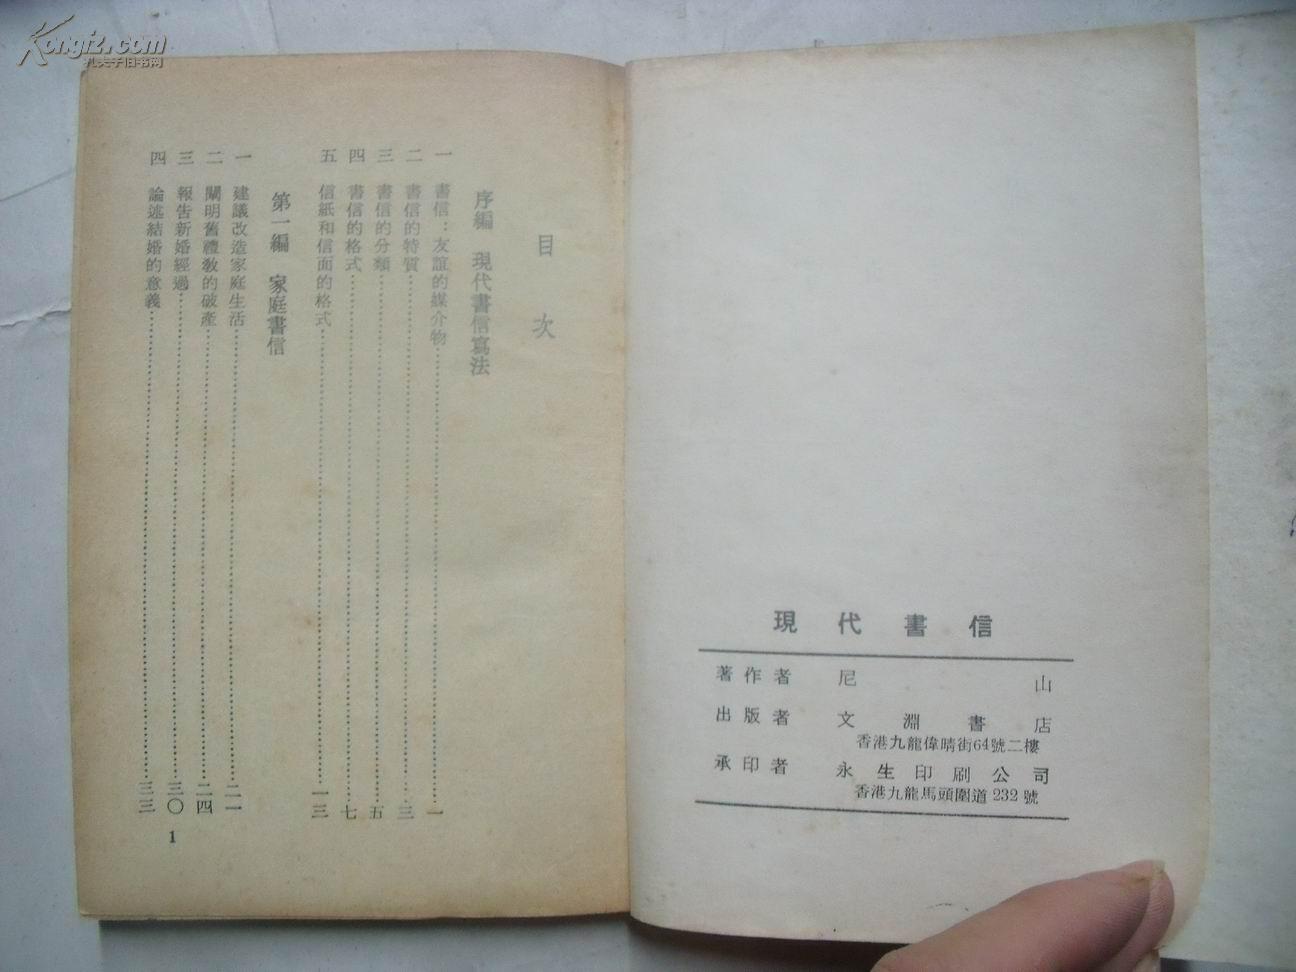 Kongfz.com
孔夫子旧书网
現代書信
著作者 尼山
出版者 文淵書店
香港九龍偉晴街64號二樓
承印者 永生印刷公司
香港九龍馬頭圍道232號
目次
序編 現代書信寫法
一 書信：友誼的媒介物……一
二 書信的特質……三
三 書信的分類……五
四 書信的格式……七
五 信紙和信面的格式……一三
第一編 家庭書信
一 建議改造家庭生活……二一
二 闡明舊禮教的破產……二四
三 報告新婚經過……三〇
四 論述結婚的意義……三三
1